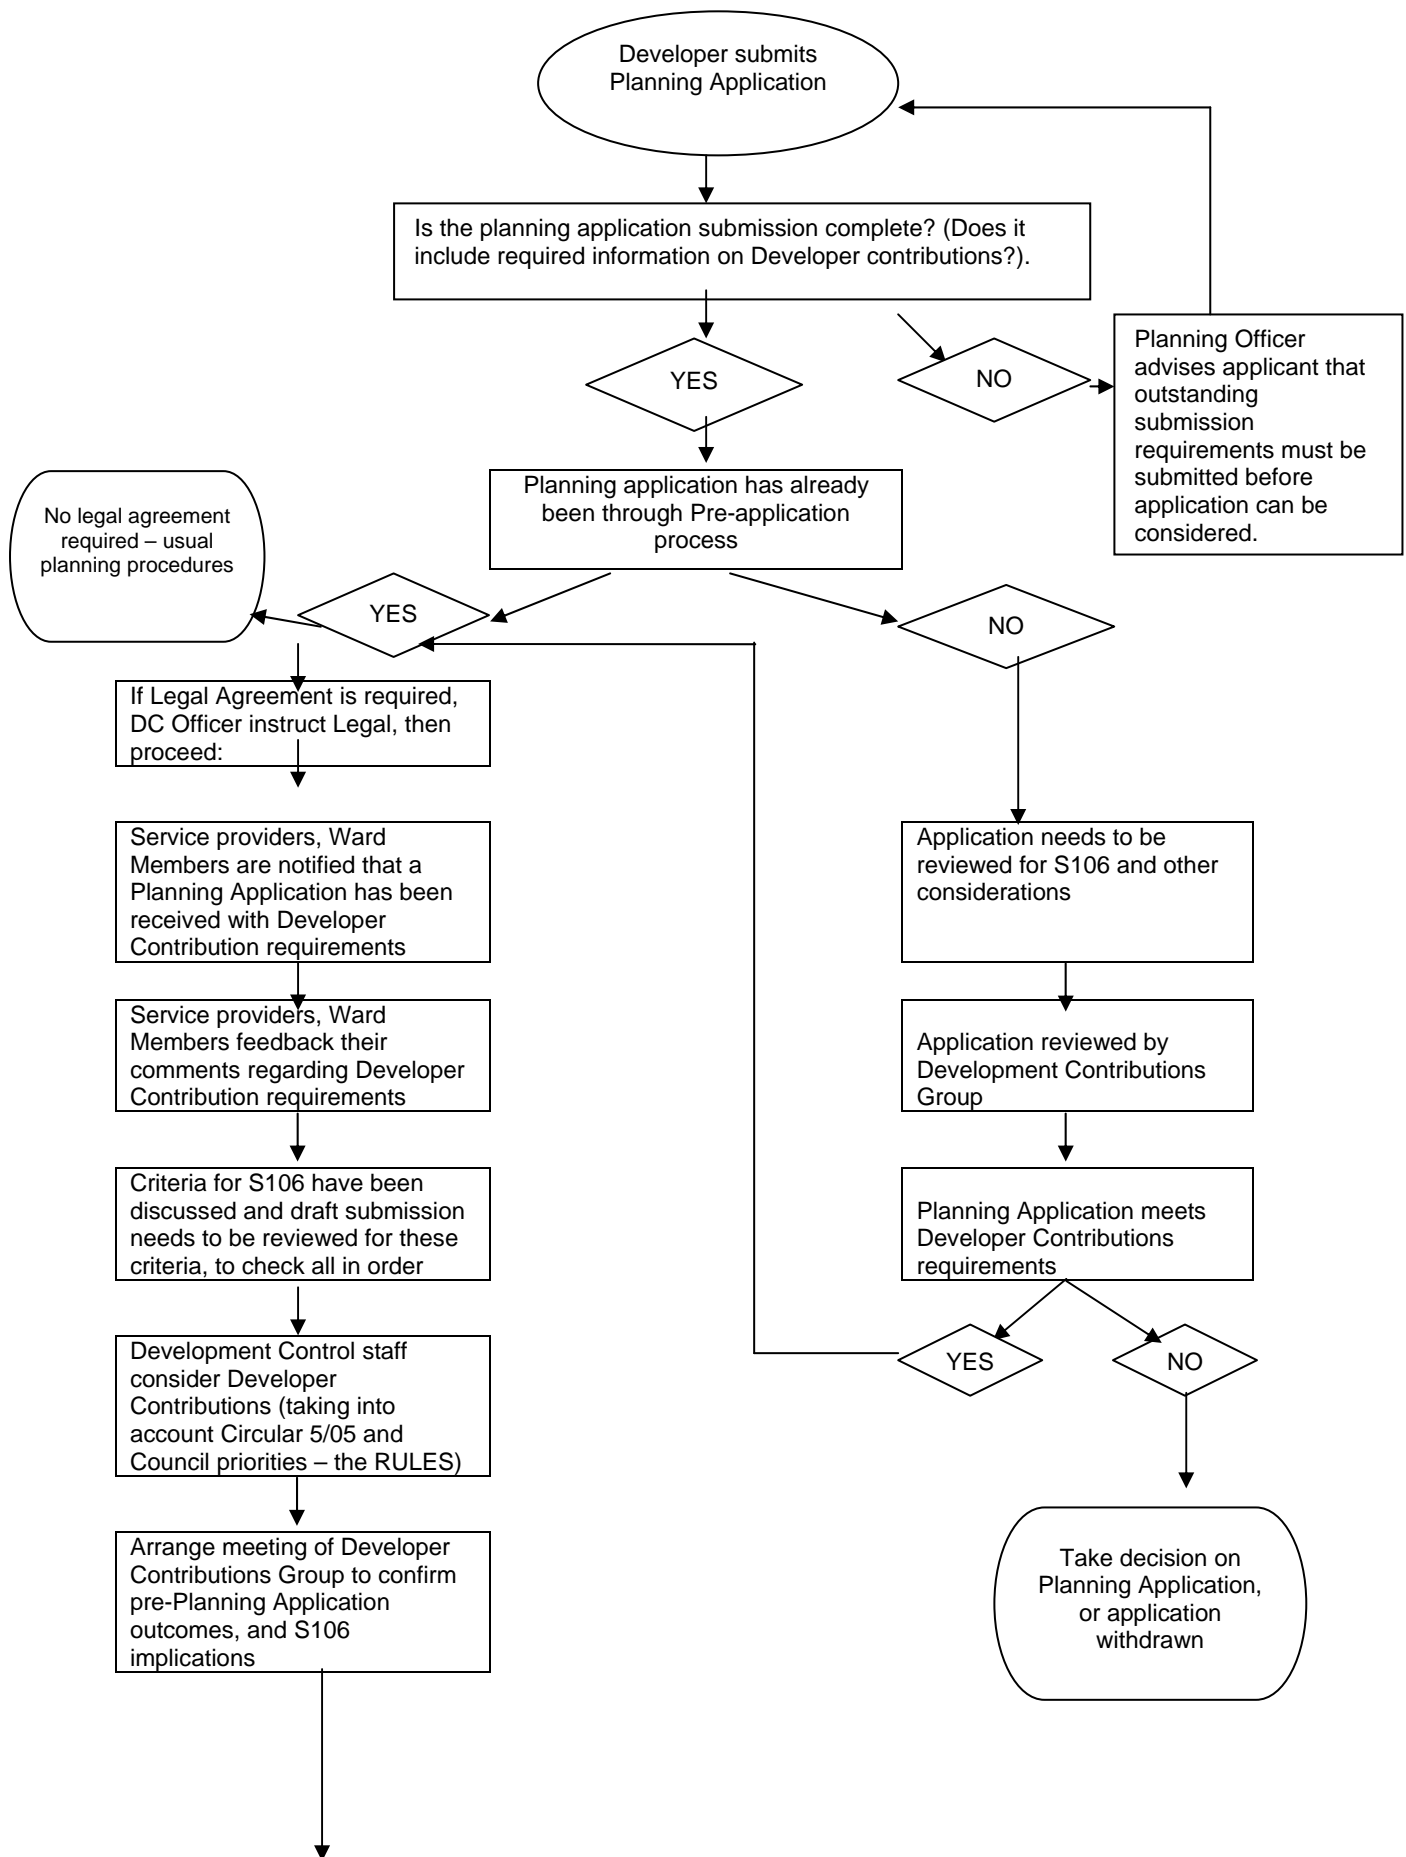 Developer submits
Planning Application
Is the planning application submission complete? (Does it
include required information on Developer contributions?).
YES
NO
Planning Officer
advises applicant that
outstanding
submission
requirements must be
submitted before
application can be
considered.
Planning application has already
been through Pre-application
process
No legal agreement
required – usual
planning procedures
YES
NO
If Legal Agreement is required,
DC Officer instruct Legal, then
proceed:
Service providers, Ward
Members are notified that a
Planning Application has been
received with Developer
Contribution requirements
Application needs to be
reviewed for S106 and other
considerations
Service providers, Ward
Members feedback their
comments regarding Developer
Contribution requirements
Application reviewed by
Development Contributions
Group
Criteria for S106 have been
discussed and draft submission
needs to be reviewed for these
criteria, to check all in order
Planning Application meets
Developer Contributions
requirements
Development Control staff
consider Developer
Contributions (taking into
account Circular 5/05 and
Council priorities – the RULES)
YES
NO
Arrange meeting of Developer
Contributions Group to confirm
pre-Planning Application
outcomes, and S106
implications
Take decision on
Planning Application,
or application
withdrawn